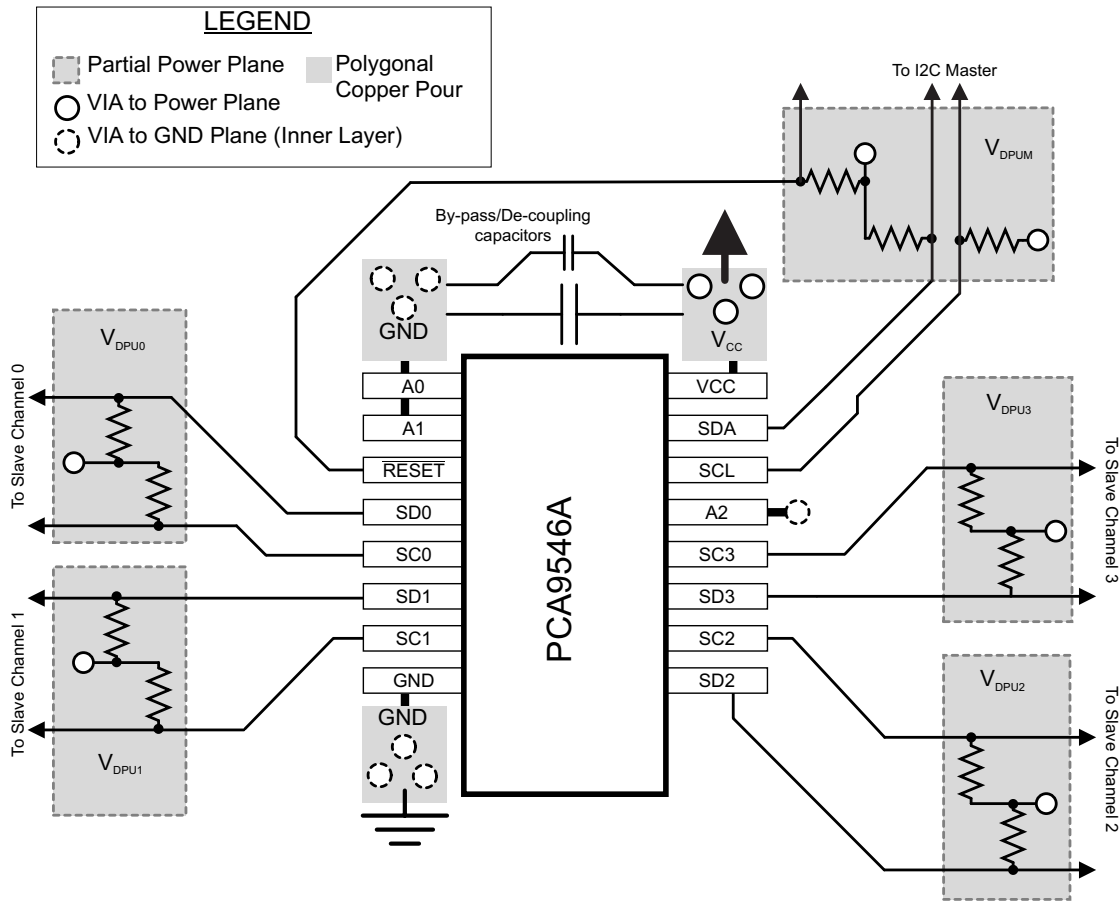 LEGEND
Partial Power Plane
Polygonal
Copper Pour
VIA to Power Plane
VIA to GND Plane (Inner Layer)
To I2C Master
VDPUM
By-pass/De-coupling
capacitors
GND
VCC
VDPU0
To Slave Channel 0
A0
A1
RESET
SD0
SC0
SD1
SC1
GND
PCA9546A
VCC
SDA
SCL
A2
SC3
SD3
SC2
SD2
VDPU3
To Slave Channel 3
To Slave Channel 1
VDPU1
GND
VDPU2
To Slave Channel 2